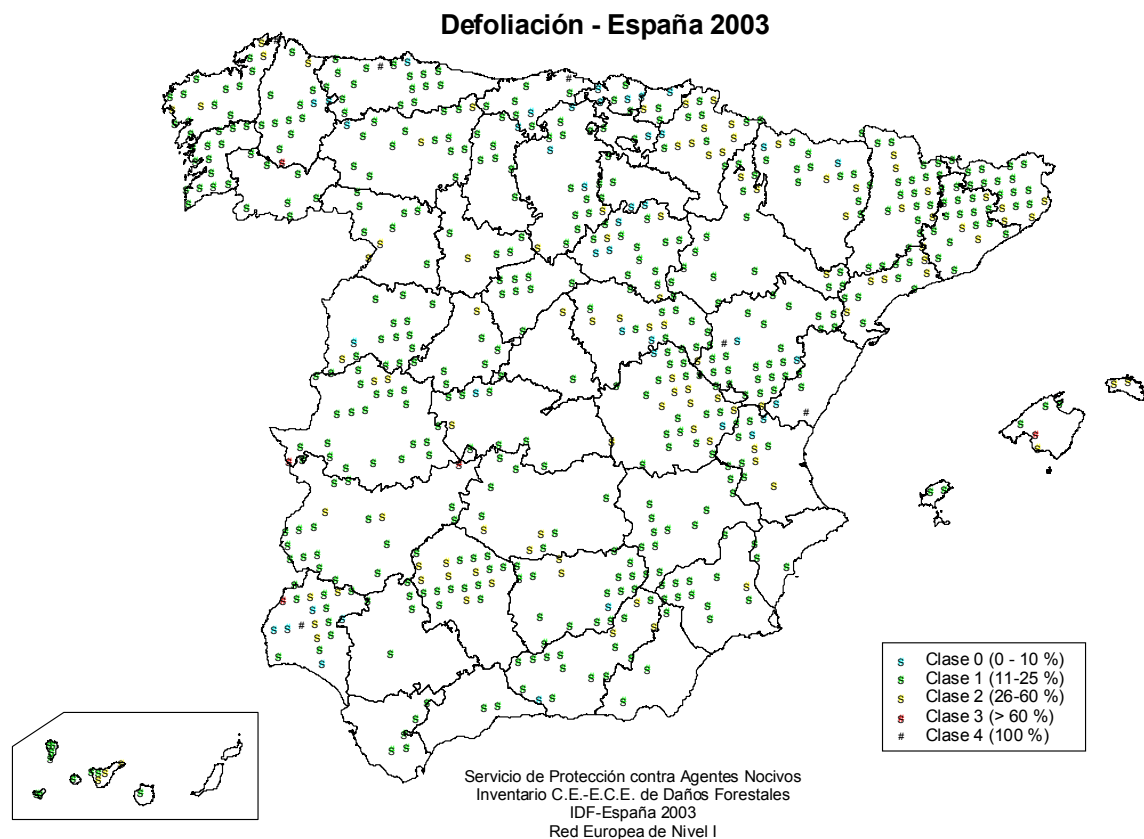 Defoliación - España 2003
S Clase 0 (0 - 10 %)
S Clase 1 (11-25 %)
S Clase 2 (26-60 %)
S Clase 3 (> 60 %)
# Clase 4 (100 %)
Servicio de Protección contra Agentes Nocivos
Inventario C.E.-E.C.E. de Daños Forestales
IDF-España 2003
Red Europea de Nivel I